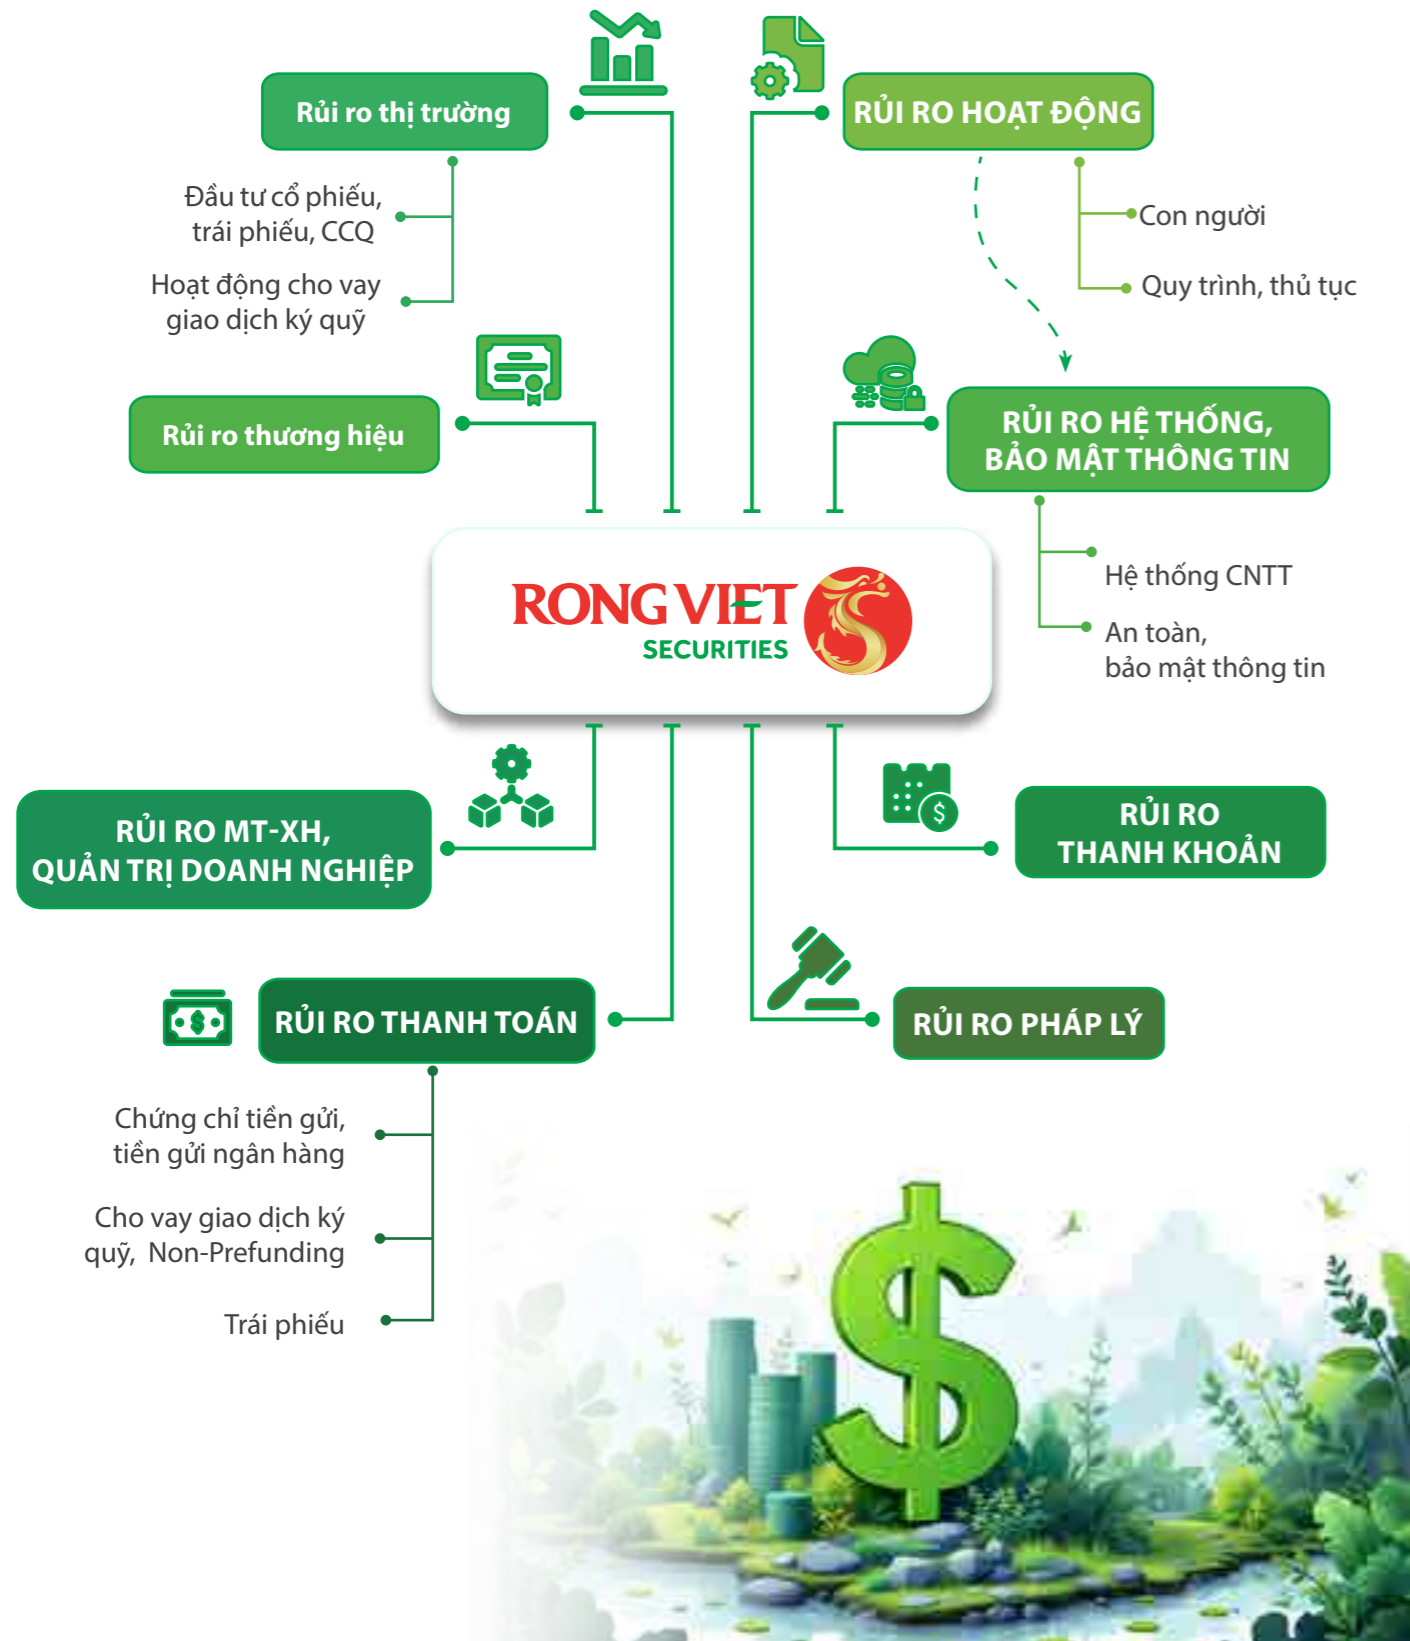 Rủi ro thị trường
Đầu tư cổ phiếu,
trái phiếu, CCQ
Hoạt động cho vay
giao dịch ký quỹ
RỦI RO HOẠT ĐỘNG
Con người
Quy trình, thủ tục
Rủi ro thương hiệu
RỦI RO HỆ THỐNG,
BẢO MẬT THÔNG TIN
Hệ thống CNTT
An toàn,
bảo mật thông tin
RONG VIET
SECURITIES
RỦI RO MT-XH,
QUẢN TRỊ DOANH NGHIỆP
RỦI RO
THANH KHOẢN
RỦI RO THANH TOÁN
Chứng chỉ tiền gửi,
tiền gửi ngân hàng
Cho vay giao dịch ký
quỹ, Non-Prefunding
Trái phiếu
RỦI RO PHÁP LÝ